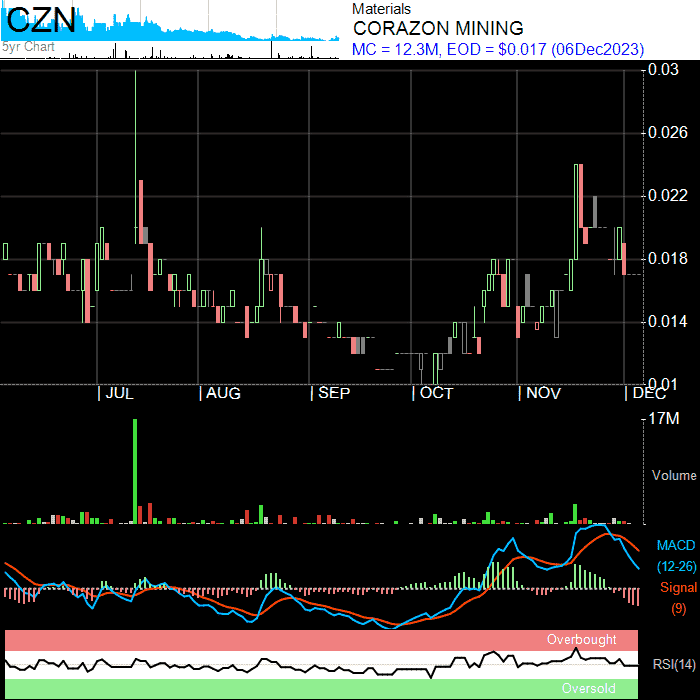 CZN
5yr Chart
Materials
CORAZON MINING
MC = 12.3M, EOD = $0.017 (06Dec2023)
0.03
0.026
0.022
0.018
0.014
0.01
JUL AUG SEP OCT NOV DEC
17M
Volume
MACD
(12-26)
Signal
(9)
Overbought
RSI(14)
Oversold